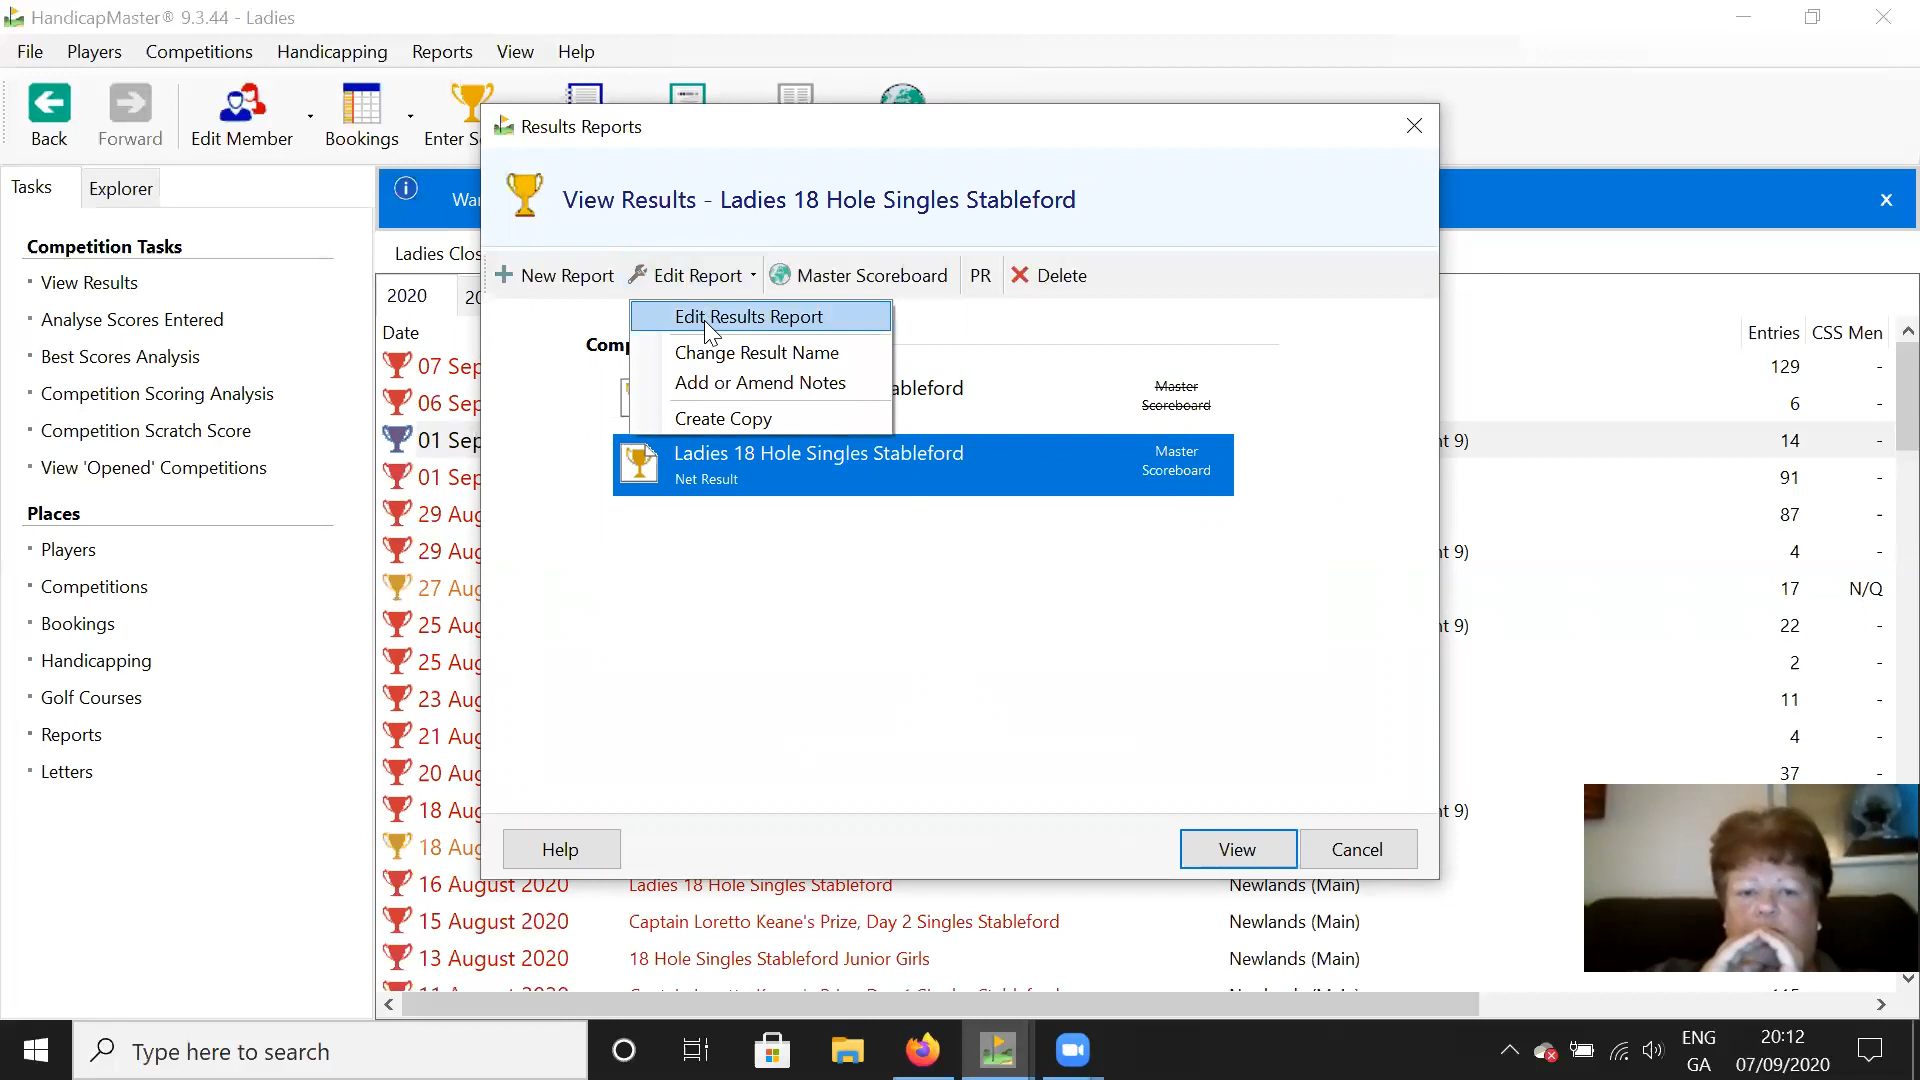 HandicapMaster® 9.3.44 - Ladies
File Players Competitions Handicapping Reports View Help
Back Forward Edit Member Bookings Enter S
Results Reports
View Results - Ladies 18 Hole Singles Stableford
New Report Edit Report Master Scoreboard PR Delete
Edit Results Report
Change Result Name
Add or Amend Notes
Create Copy
Comp
ableford
Master
Scoreboard
Ladies 18 Hole Singles Stableford
Net Result
Master
Scoreboard
Help View Cancel
Tasks Explorer
Competition Tasks
View Results
Analyse Scores Entered
Best Scores Analysis
Competition Scoring Analysis
Competition Scratch Score
View 'Opened' Competitions
Places
Players
Competitions
Bookings
Handicapping
Golf Courses
Reports
Letters
War
Ladies Clos
2020 20
Date Entries CSS Men
07 Sep 129 -
06 Sep 6 -
01 Sep t 9) 14 -
01 Sep 91 -
29 Aug 87 -
29 Aug t 9) 4 -
27 Aug 17 N/Q
25 Aug t 9) 22 -
25 Aug 2 -
23 Aug 11 -
21 Aug 4 -
20 Aug 37 -
18 Aug t 9)
18 Aug
16 August 2020 Ladies 18 Hole Singles Stableford Newlands (Main)
15 August 2020 Captain Loretto Keane's Prize, Day 2 Singles Stableford Newlands (Main)
13 August 2020 18 Hole Singles Stableford Junior Girls Newlands (Main)
Type here to search
ENG
GA
20:12
07/09/2020